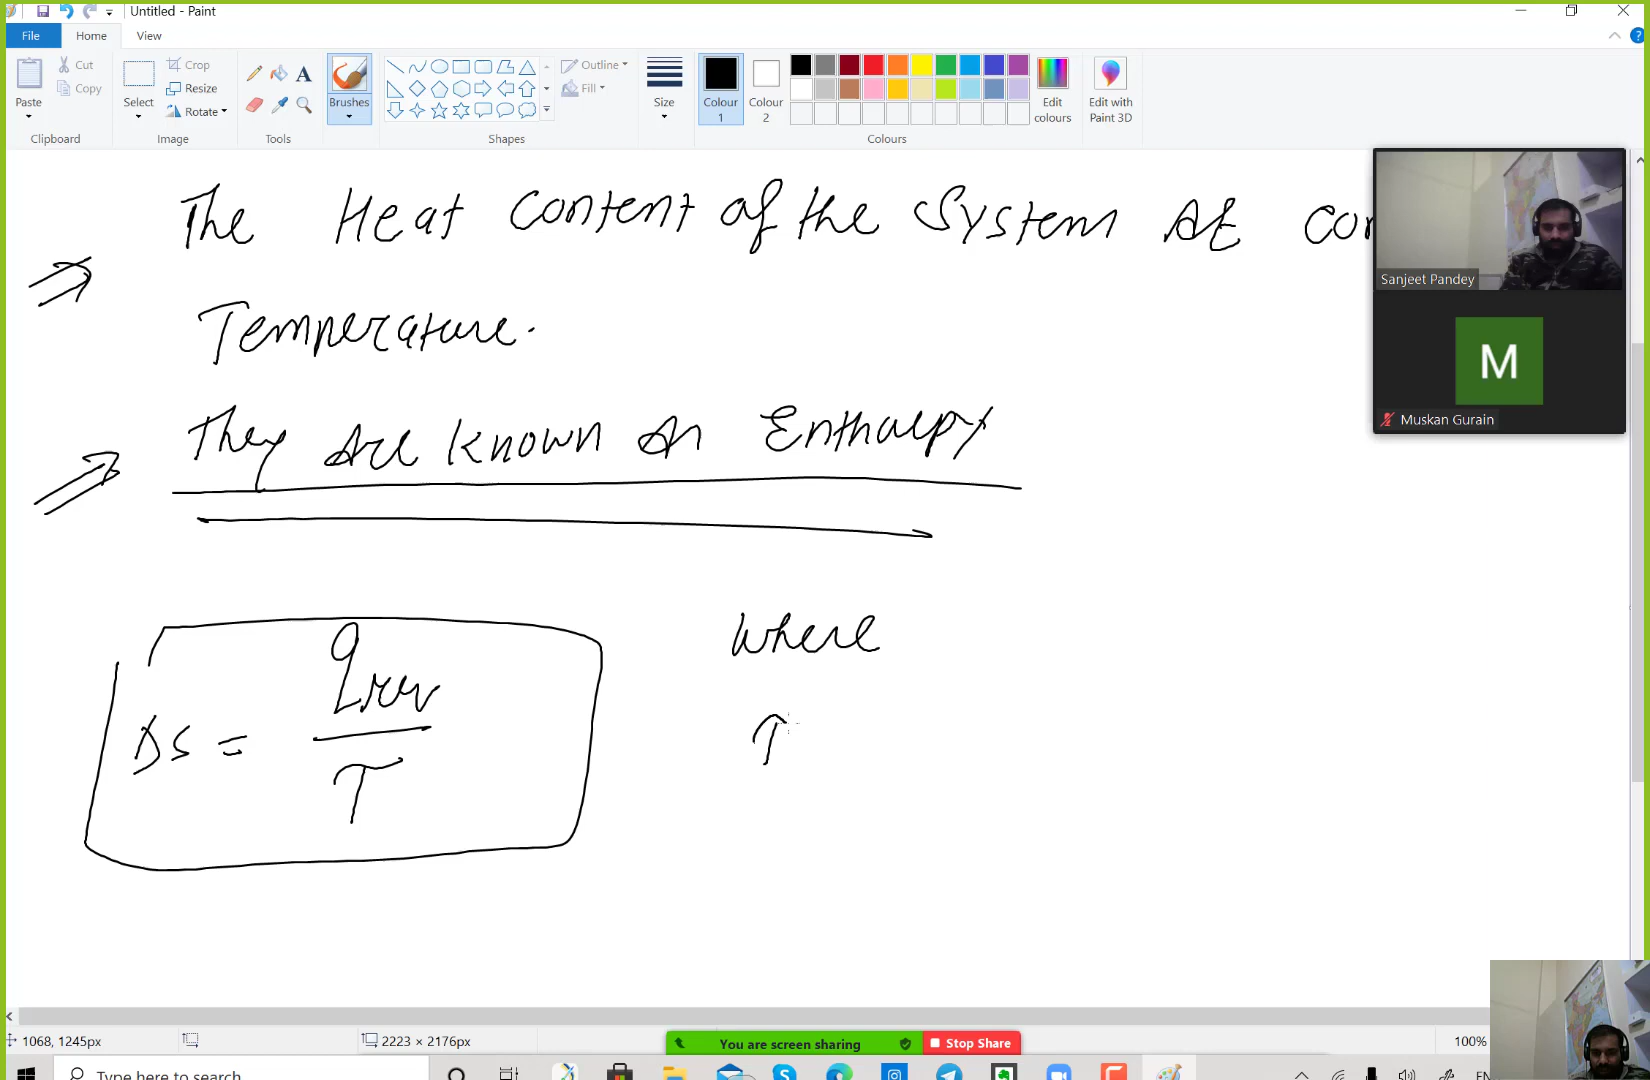 Untitled - Paint
File Home View
Cut
Copy
Paste
Clipboard
Crop
Resize
Rotate
Select
Image
Tools
Brushes
Shapes
Outline
Fill
Size
Colour 1
Colour 2
Colours
Edit colours
Edit with Paint 3D
The Heat Content of the System At
Temperature.
They Are Known As Enthalpy
ΔS = qrev
T
Where
T
Sanjeet Pandey
M
Muskan Gurain
1068, 1245px
2223 × 2176px
You are screen sharing
Stop Share
100%
Type here to search